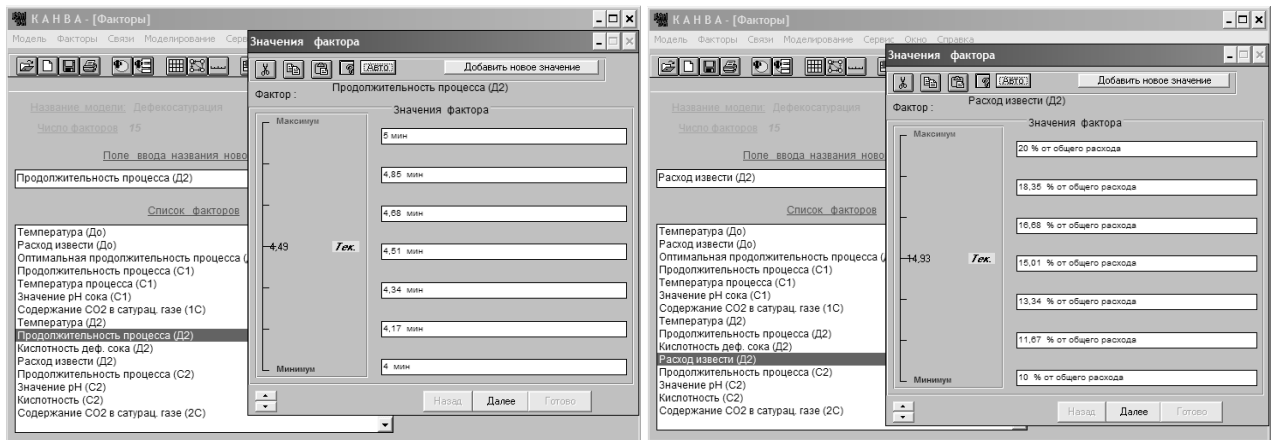 К А Н В А - [Факторы]
Модель Факторы Связи Моделирование Серв
Название модели: Дефекосатурация
Число факторов 15
Поле ввода названия ново
Продолжительность процесса (Д2)
Список факторов
Температура (До)
Расход извести (До)
Оптимальная продолжительность процесса (
Продолжительность процесса (С1)
Температура процесса (С1)
Значение pH сока (С1)
Содержание СО2 в сатурац. газе (1С)
Температура (Д2)
Продолжительность процесса (Д2)
Кислотность деф. сока (Д2)
Расход извести (Д2)
Продолжительность процесса (С2)
Значение pH (С2)
Кислотность (С2)
Содержание СО2 в сатурац. газе (2С)
Значения фактора
Авто
Добавить новое значение
Фактор : Продолжительность процесса (Д2)
Значения фактора
Максимум
4,49 Тек.
Минимум
5 мин
4,85 мин
4,68 мин
4,51 мин
4,34 мин
4,17 мин
4 мин
Назад Далее Готово
К А Н В А - [Факторы]
Модель Факторы Связи Моделирование Сервис Окно Справка
Название модели: Дефекосатурация
Число факторов 15
Поле ввода названия ново
Расход извести (Д2)
Список факторов
Температура (До)
Расход извести (До)
Оптимальная продолжительность процесса (
Продолжительность процесса (С1)
Температура процесса (С1)
Значение pH сока (С1)
Содержание СО2 в сатурац. газе (1С)
Температура (Д2)
Продолжительность процесса (Д2)
Кислотность деф. сока (Д2)
Расход извести (Д2)
Продолжительность процесса (С2)
Значение pH (С2)
Кислотность (С2)
Содержание СО2 в сатурац. газе (2С)
Значения фактора
Авто
Добавить новое значение
Фактор : Расход извести (Д2)
Значения фактора
Максимум
14,93 Тек.
Минимум
20 % от общего расхода
18,35 % от общего расхода
16,68 % от общего расхода
15,01 % от общего расхода
13,34 % от общего расхода
11,67 % от общего расхода
10 % от общего расхода
Назад Далее Готово